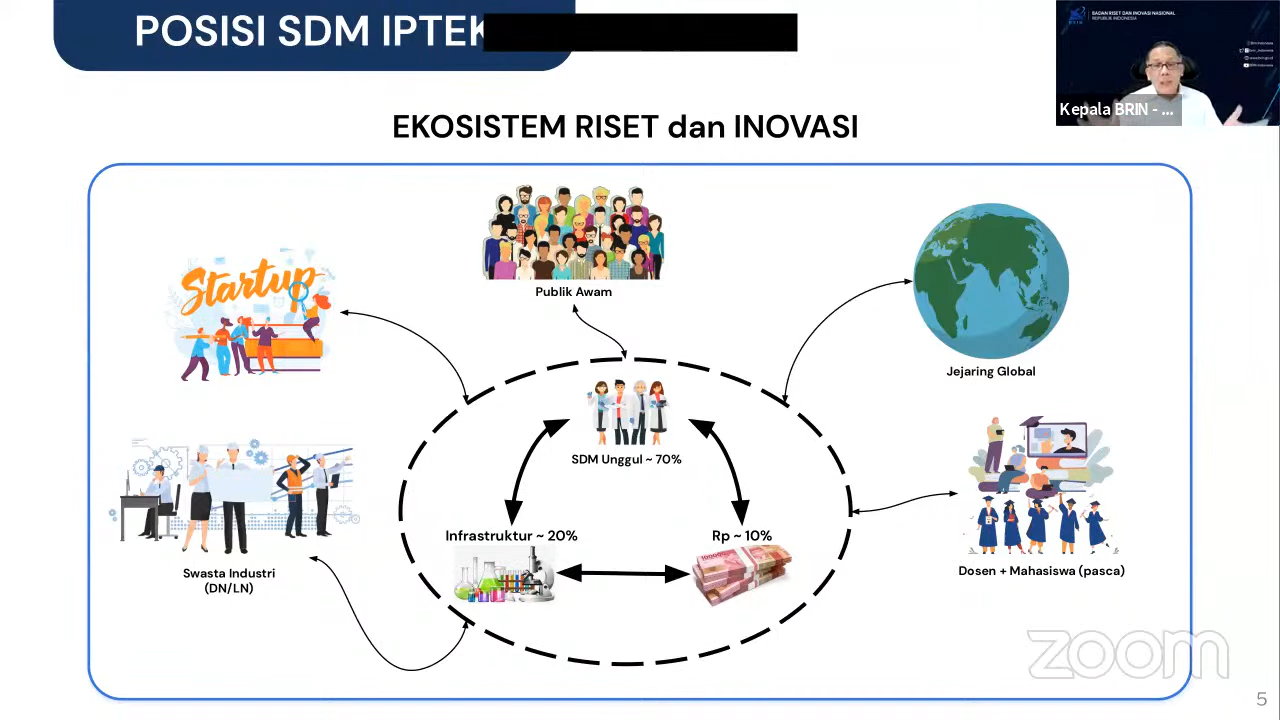 POSISI SDM IPTEK
BADAN RISET DAN INOVASI NASIONAL
REPUBLIK INDONESIA
Kepala BRIN - ...
EKOSISTEM RISET dan INOVASI
Startup
Publik Awam
Jejaring Global
SDM Unggul ~ 70%
Infrastruktur ~ 20%
Rp ~ 10%
Swasta Industri
(DN/LN)
Dosen + Mahasiswa (pasca)
zoom
5